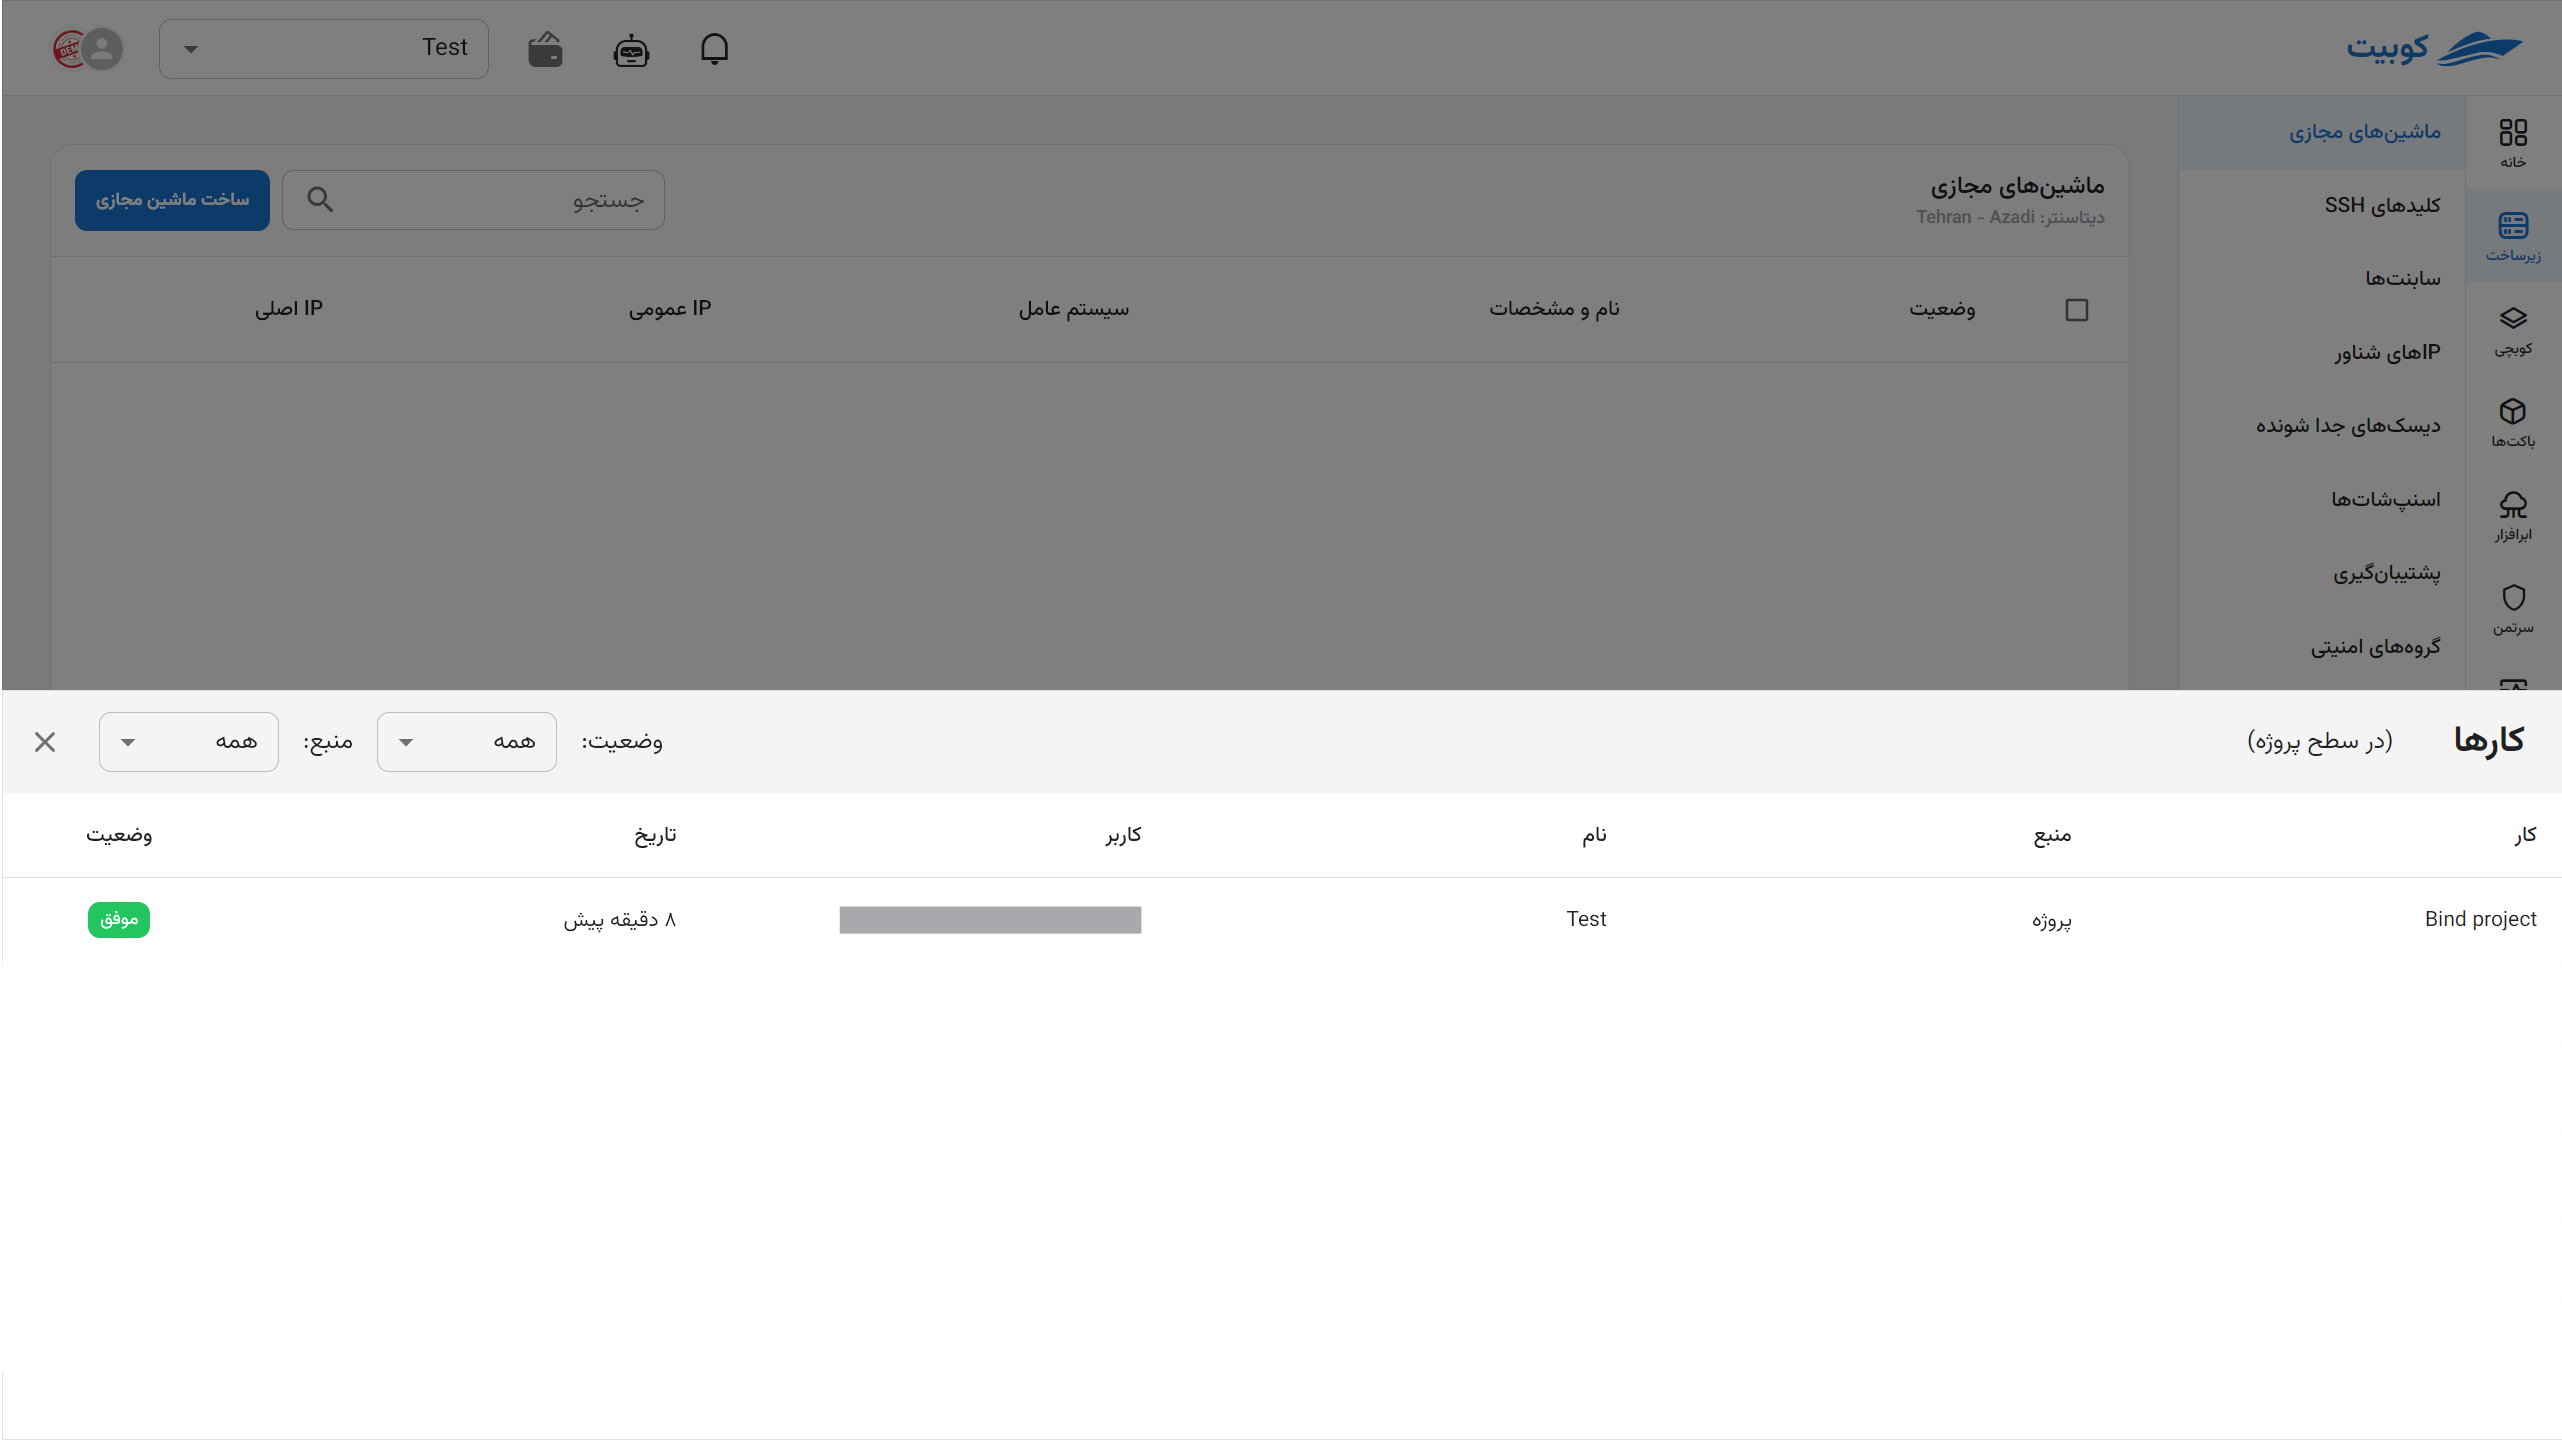 کوبیت
Test
DEM
خانه
زیرساخت
کوبچی
باکت‌ها
ابرافزار
سرتمن
ماشین‌های مجازی
کلیدهای SSH
سابنت‌ها
IPهای شناور
دیسک‌های جدا شونده
اسنپ‌شات‌ها
پشتیبان‌گیری
گروه‌های امنیتی
ماشین‌های مجازی
دیتاسنتر: Tehran - Azadi
جستجو
ساخت ماشین مجازی
وضعیت نام و مشخصات سیستم عامل IP عمومی IP اصلی
کارها (در سطح پروژه) وضعیت: همه منبع: همه
کار منبع نام کاربر تاریخ وضعیت
Bind project پروژه Test ۸ دقیقه پیش موفق